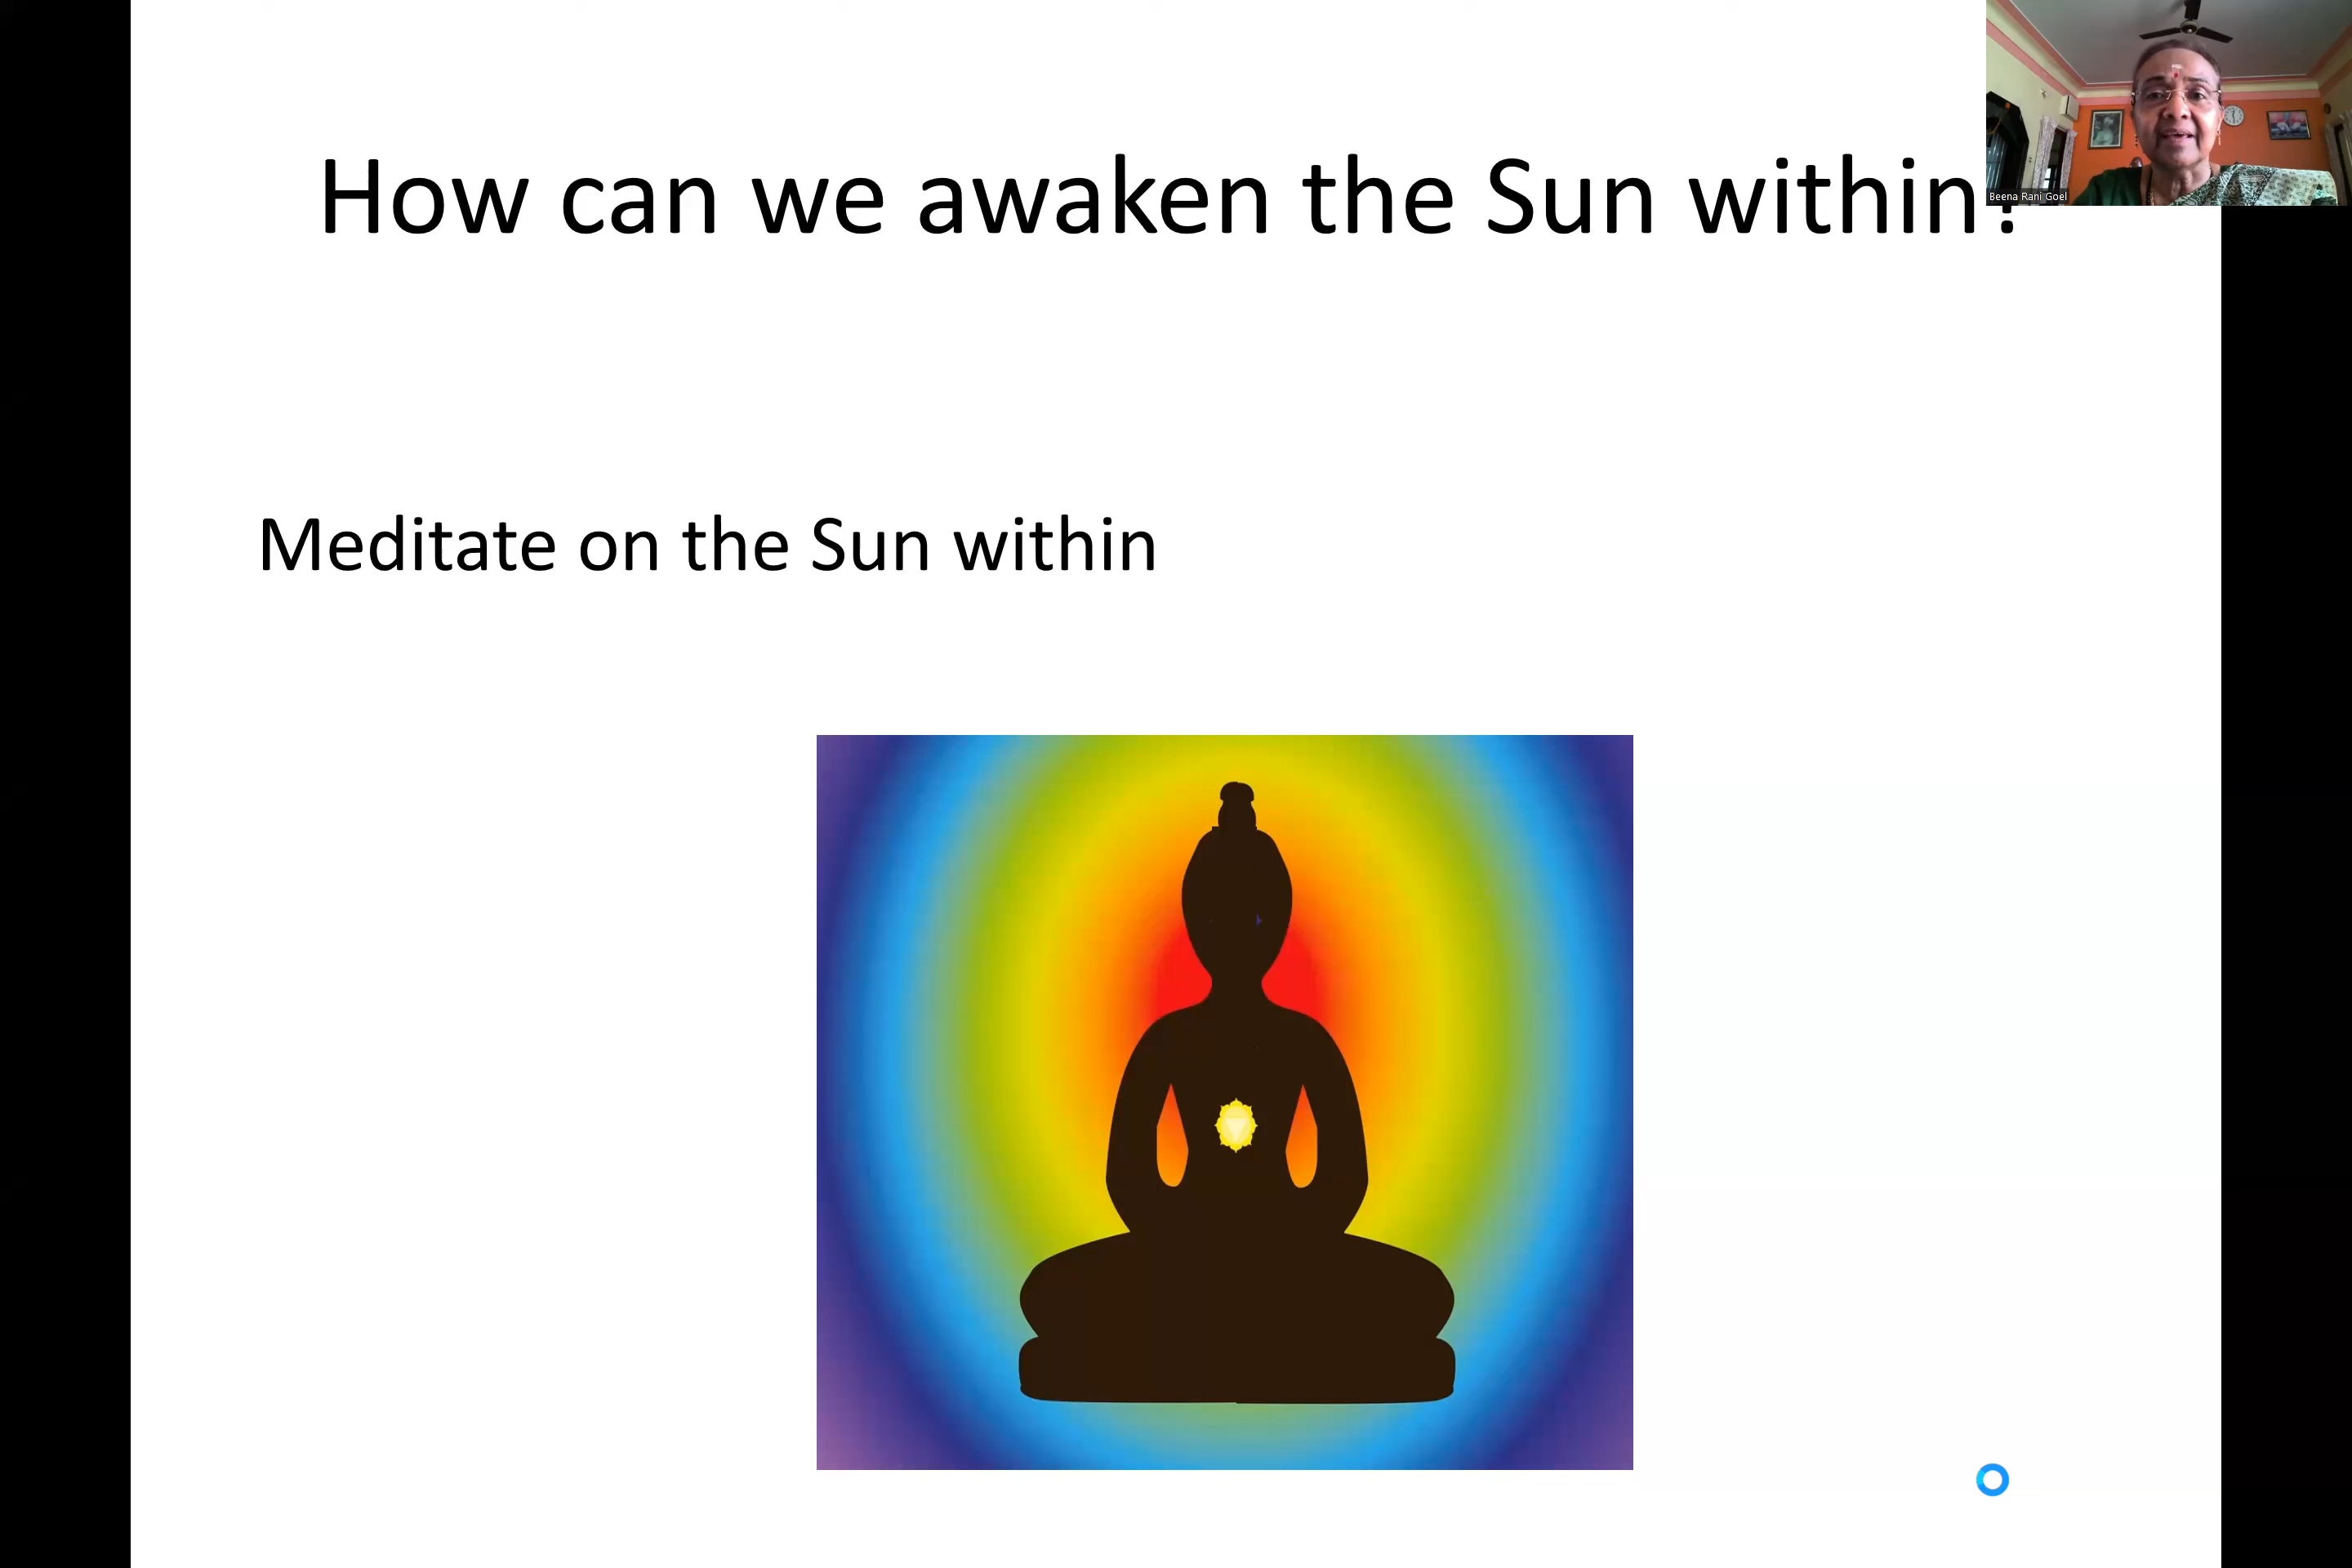 How can we awaken the Sun within?
Beena Rani Goel
Meditate on the Sun within